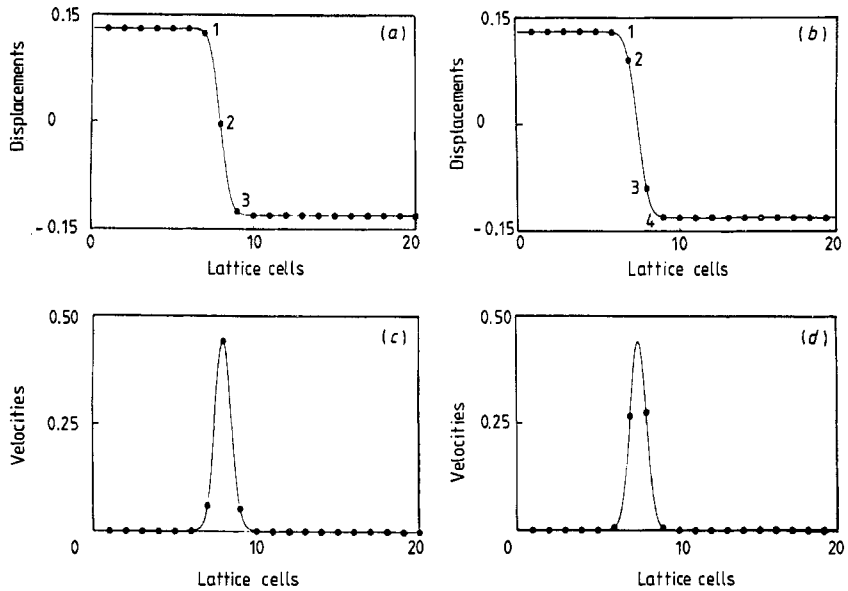 0.15
(a)
1
Displacements
0
2
3
-0.15
0
10
20
Lattice cells
0.15
(b)
1
2
Displacements
0
3
4
-0.15
0
10
20
Lattice cells
0.50
(c)
Velocities
0.25
0
10
20
Lattice cells
0.50
(d)
Velocities
0.25
0
10
20
Lattice cells